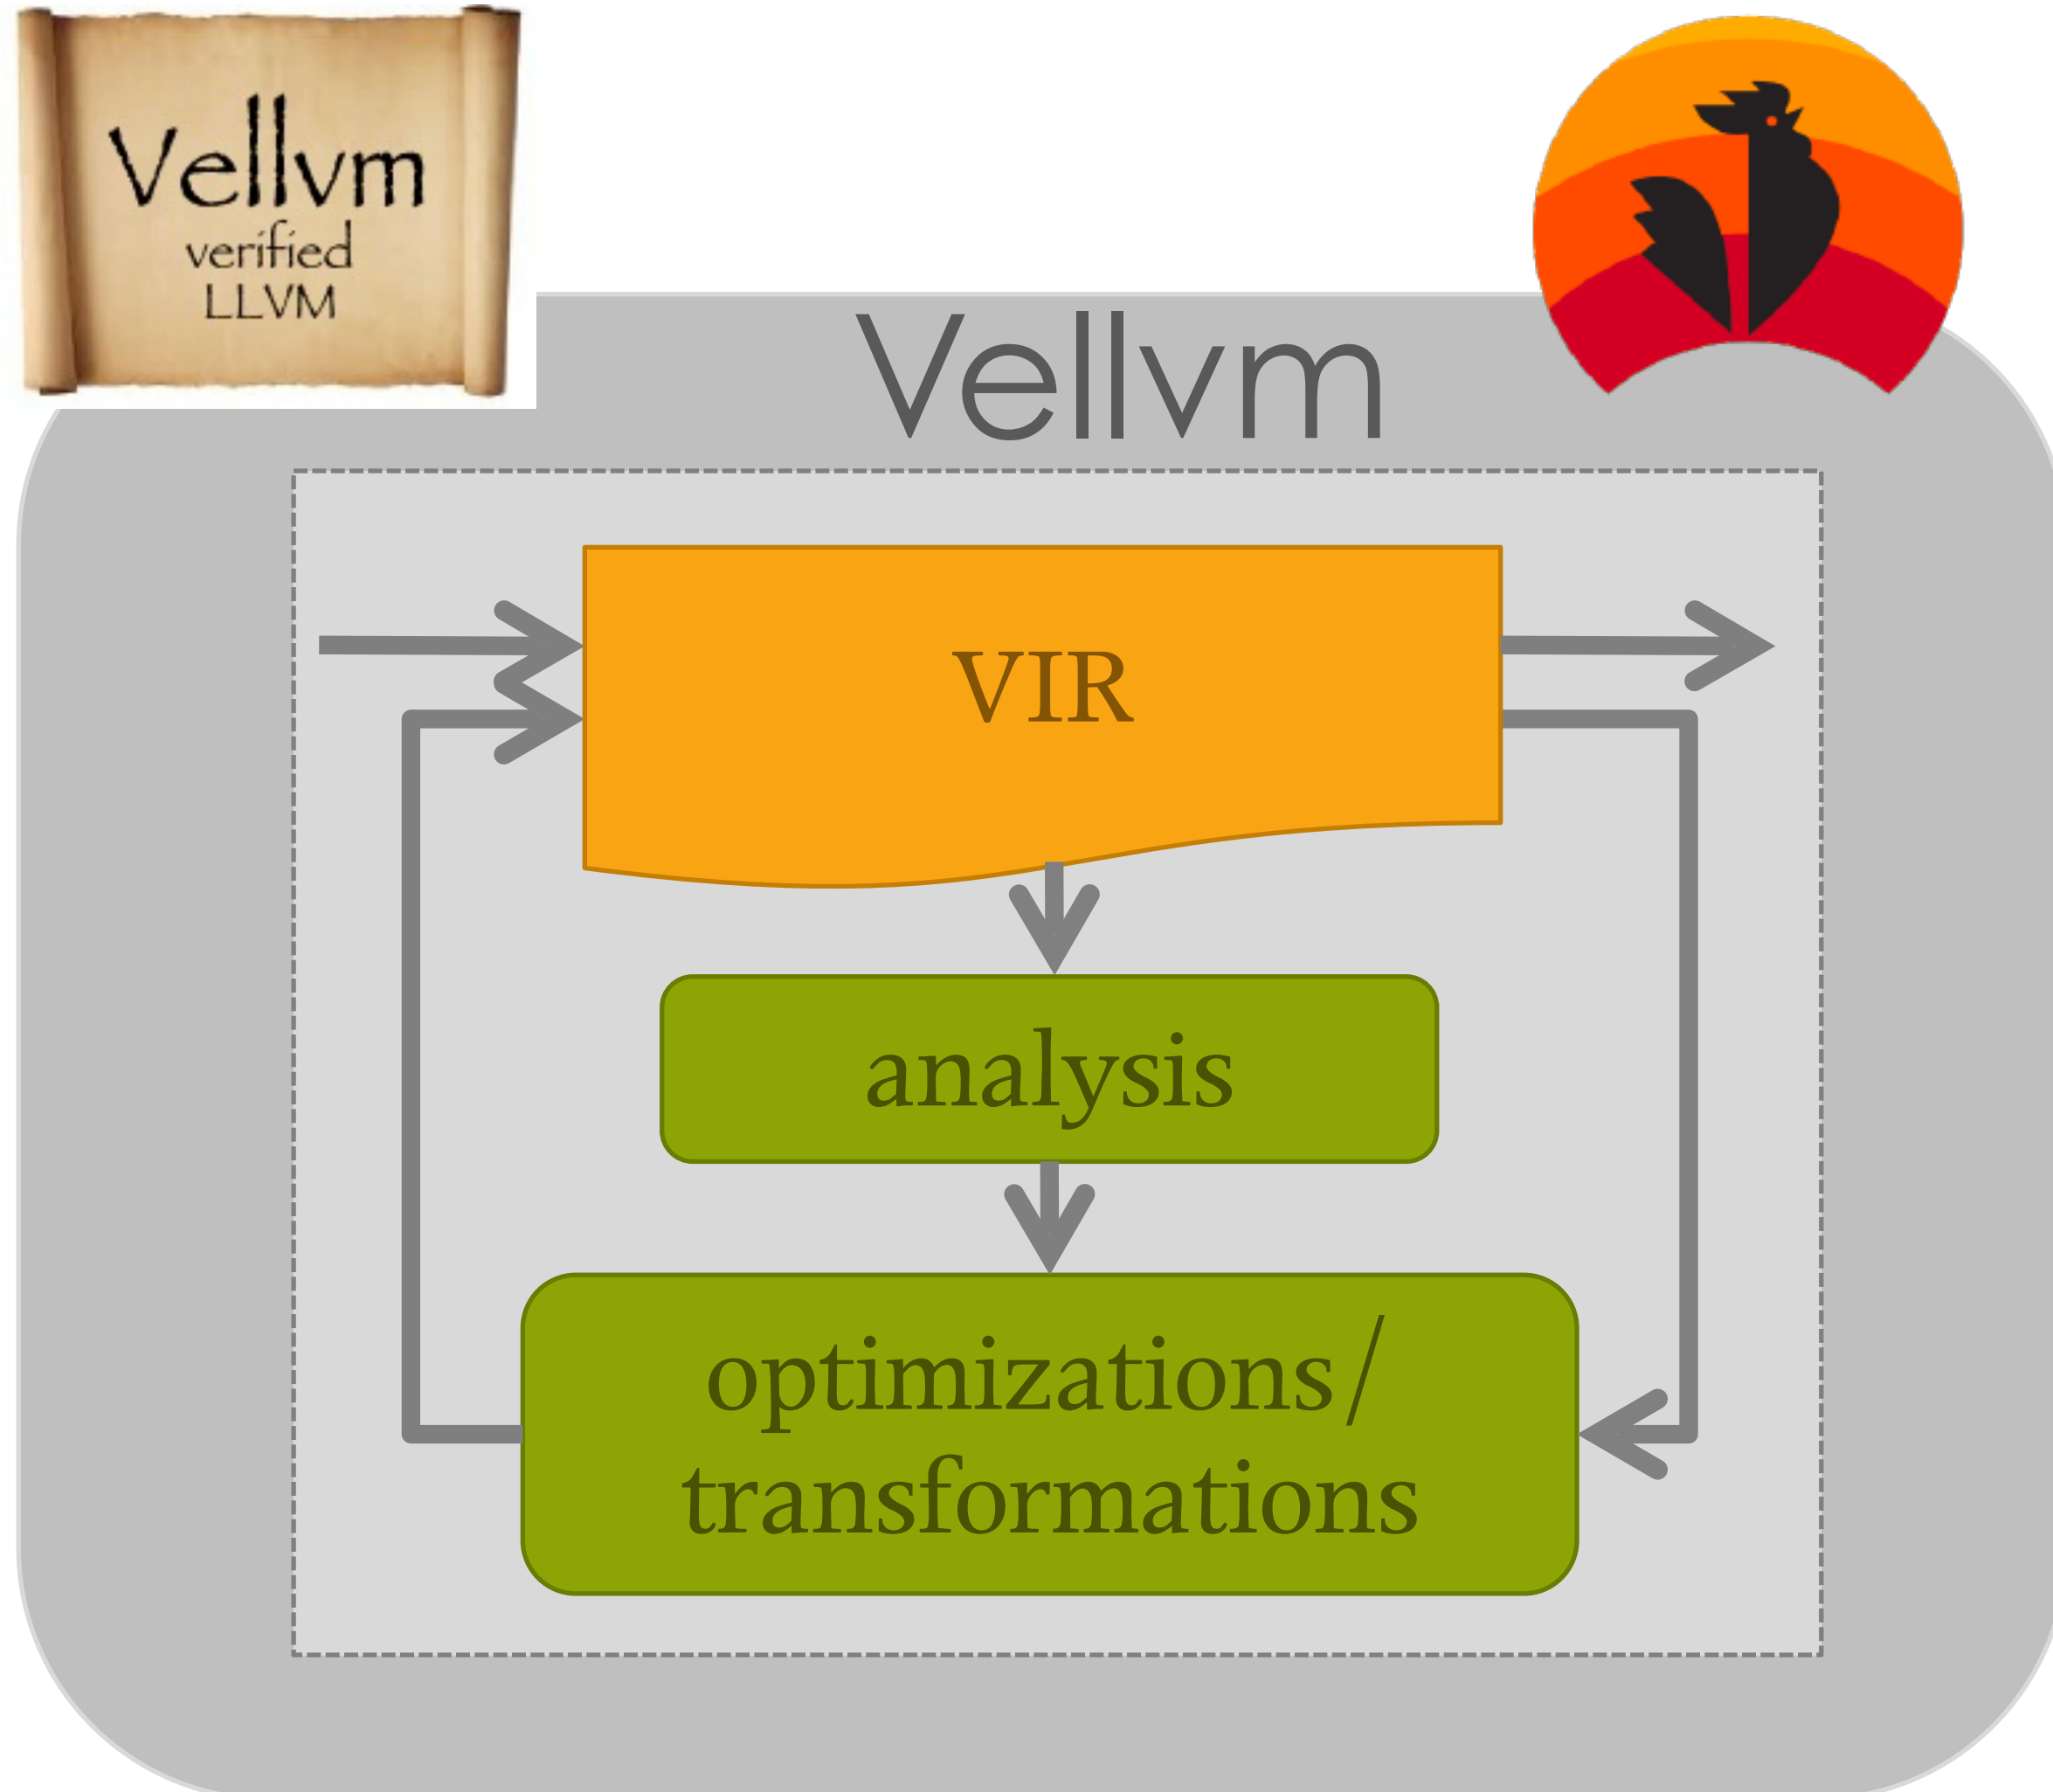 Vellvm
verified
LLVM
Vellvm
VIR
analysis
optimizations/
transformations